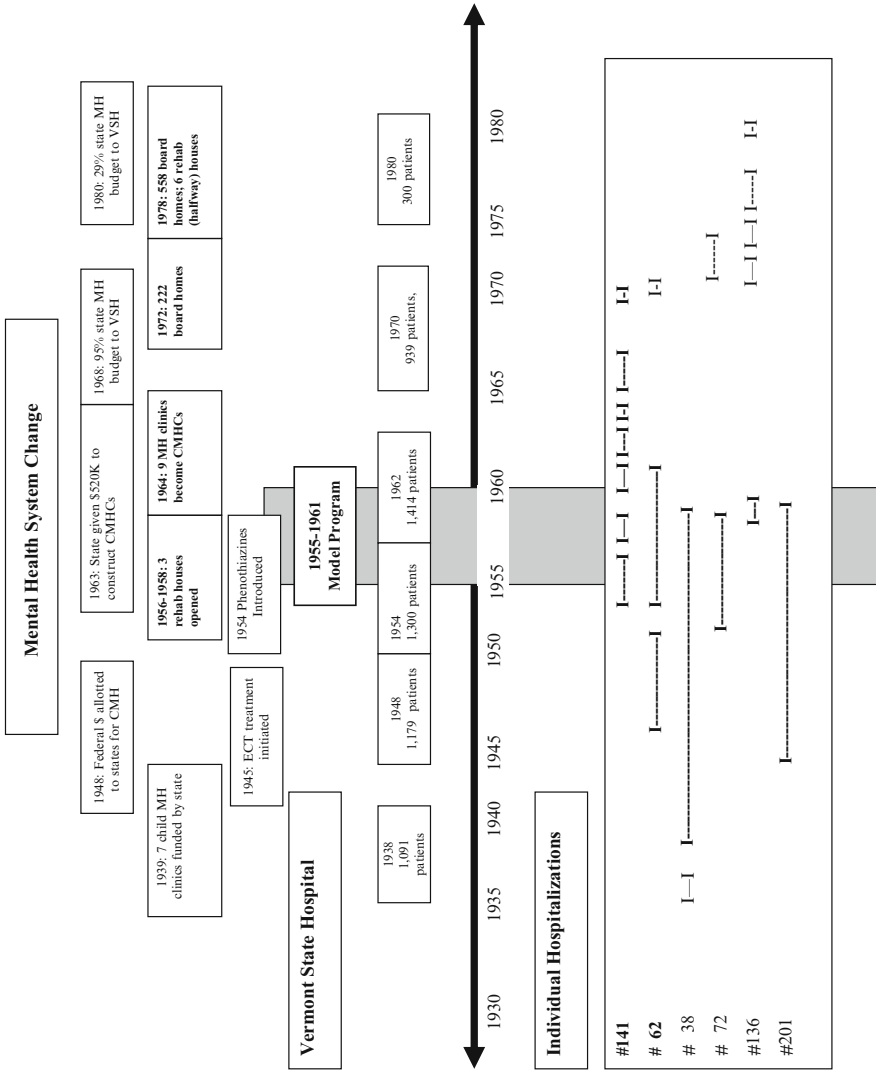 Mental Health System Change
1948: Federal $ allotted
to states for CMH
1963: State given $520K to
construct CMHCs
1968: 95% state MH
budget to VSH
1980: 29% state MH
budget to VSH
1939: 7 child MH
clinics funded by state
1956-1958: 3
rehab houses
opened
1964: 9 MH clinics
become CMHCs
1972: 222
board homes
1978: 558 board
homes; 6 rehab
(halfway) houses
1945: ECT treatment
initiated
1954 Phenothiazines
Introduced
Vermont State Hospital
1955-1961
Model Program
1938
1,091
patients
1948
1,179 patients
1954
1,300 patients
1962
1,414 patients
1970
939 patients,
1980
300 patients
1930 1935 1940 1945 1950 1955 1960 1965 1970 1975 1980
Individual Hospitalizations
#141 I------I I---I I---I I----I I-I I-----I I-I
# 62 I-----------I I----------------I I-I
# 38 I—I I----------------------------------------I
# 72 I-------------I I-----I
#136 I--I I—I I—I I-----I I-I
#201 I-------------------------------I